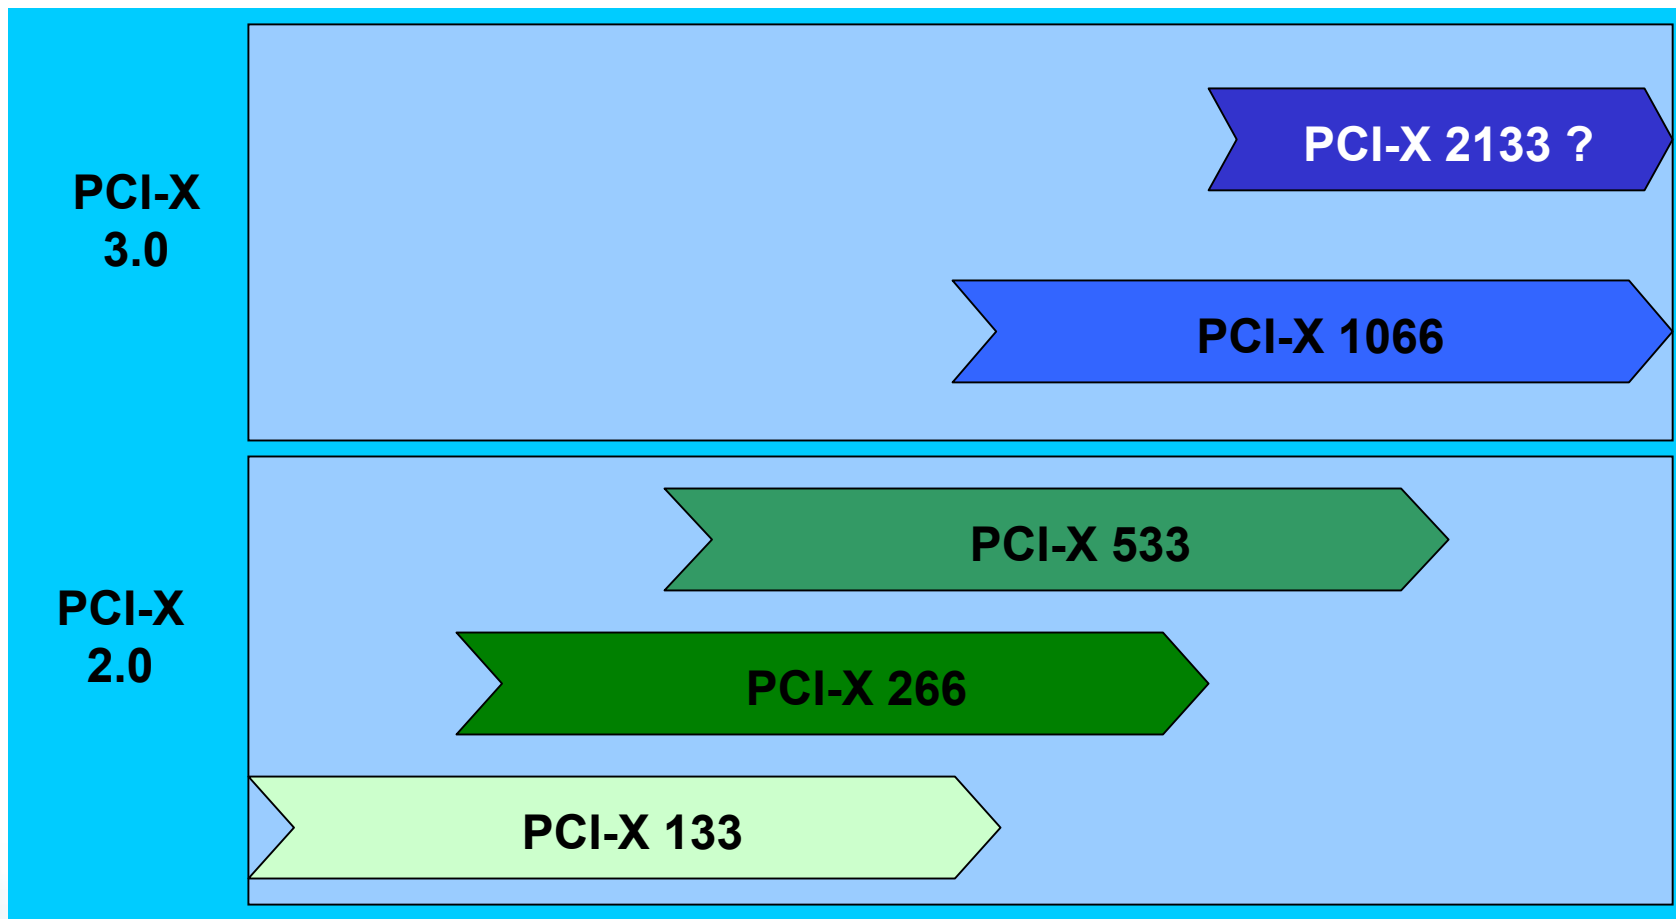 PCI-X 2133 ?
PCI-X
3.0
PCI-X 1066
PCI-X 533
PCI-X
2.0
PCI-X 266
PCI-X 133